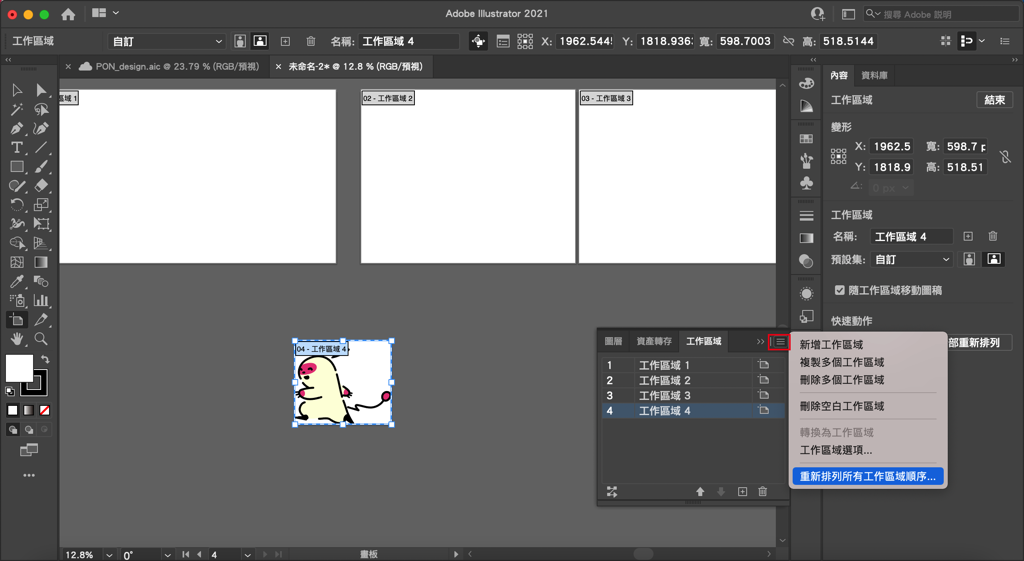 Adobe Illustrator 2021
搜尋 Adobe 說明
工作區域
自訂
名稱: 工作區域 4
X: 1962.544!
Y: 1818.936:
寬: 598.7003
高: 518.5144
PON_design.aic @ 23.79 % (RGB/預視)
未命名-2* @ 12.8 % (RGB/預視)
區域 1
02 - 工作區域 2
03 - 工作區域 3
04 - 工作區域 4
內容
資料庫
工作區域
結束
變形
X: 1962.5
寬: 598.7 p
Y: 1818.9
高: 518.51
0 px
工作區域
名稱: 工作區域 4
預設集: 自訂
隨工作區域移動圖稿
快速動作
部重新排列
圖層
資產轉存
工作區域
1 工作區域 1
2 工作區域 2
3 工作區域 3
4 工作區域 4
新增工作區域
複製多個工作區域
刪除多個工作區域
刪除空白工作區域
轉換為工作區域
工作區域選項...
重新排列所有工作區域順序...
12.8%
0°
4
畫板